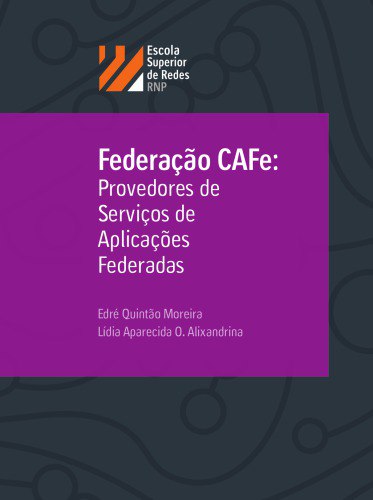 Escola
Superior
de Redes
RNP
Federação CAFe:
Provedores de
Serviços de
Aplicações
Federadas
Edré Quintão Moreira
Lídia Aparecida O. Alixandrina